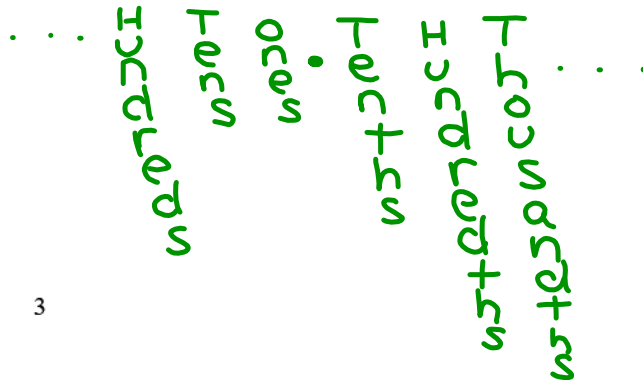 . . . Hundreds Tens ones . Tenths Hundredths Thousandths . . .
3